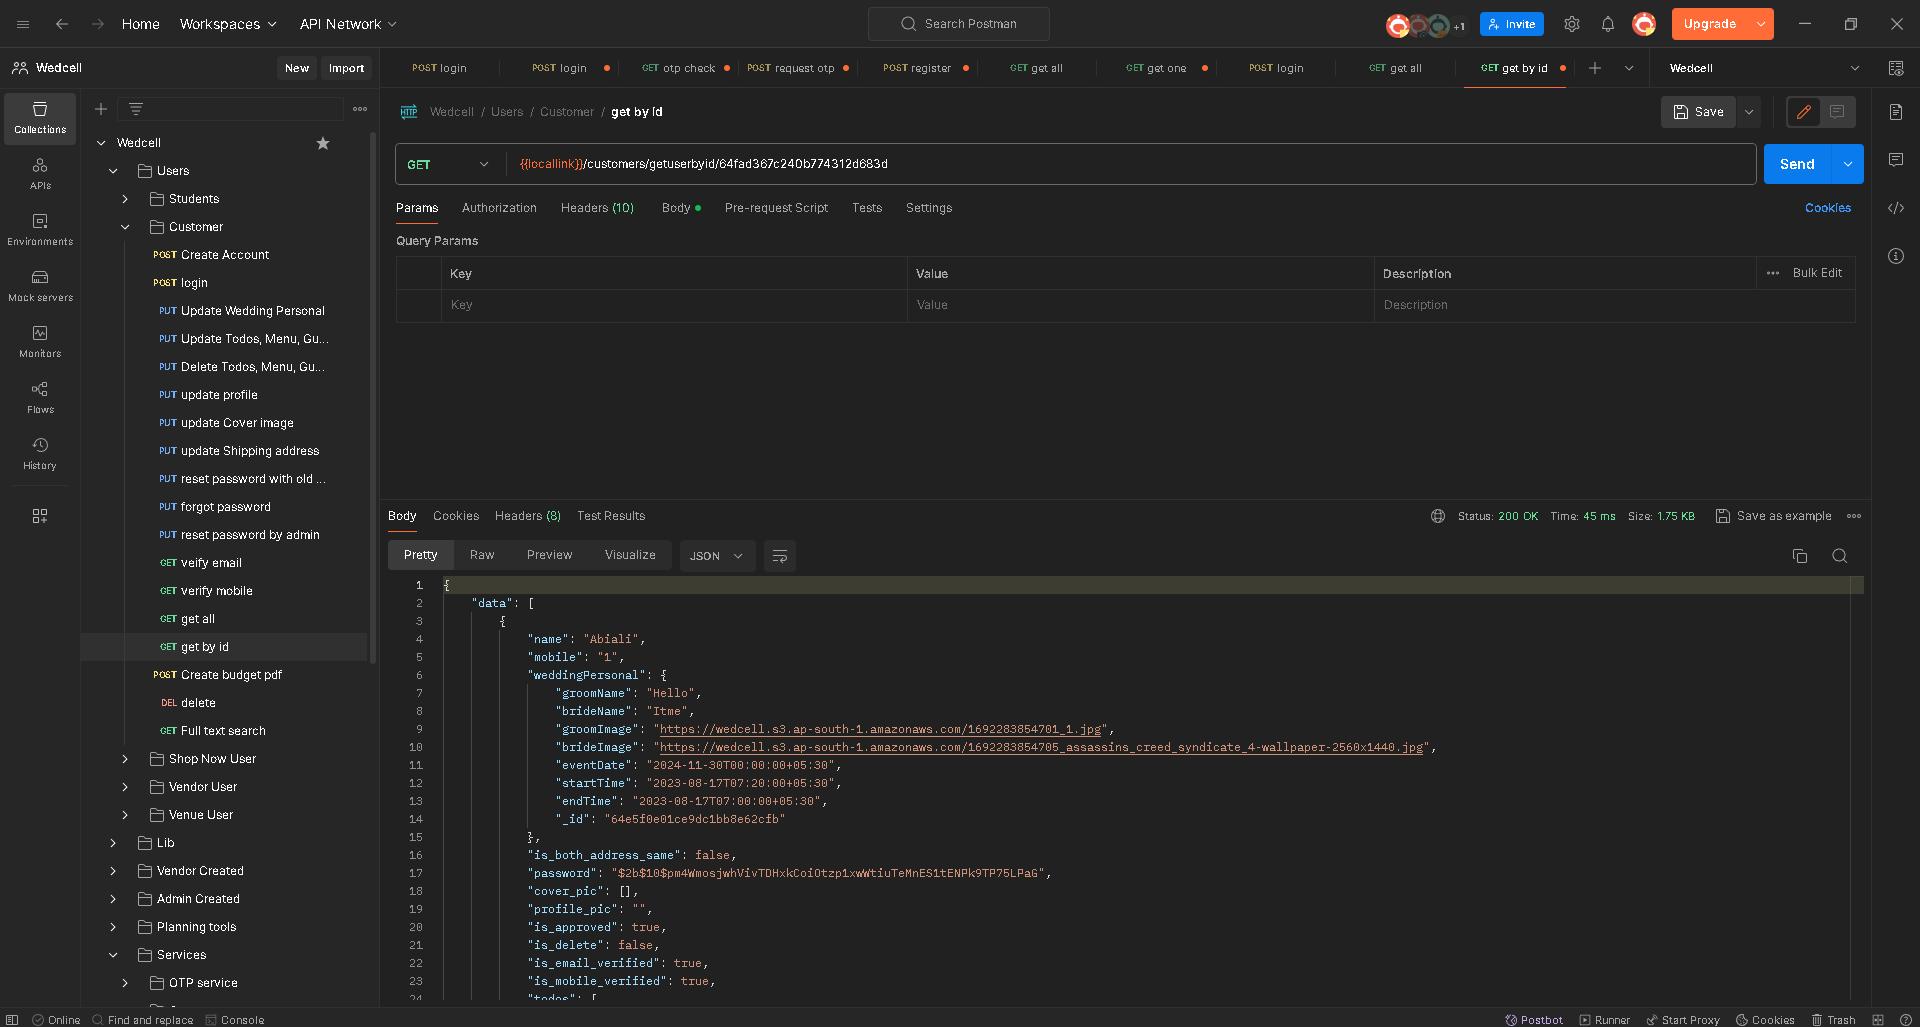 Home Workspaces API Network Search Postman +1 Invite Upgrade
Wedcell New Import
POST login POST login GET otp check POST request otp POST register GET get all GET get one POST login GET get all GET get by id Wedcell
Collections
APIs
Environments
Mock servers
Monitors
Flows
History
Wedcell
Users
Students
Customer
POST Create Account
POST login
PUT Update Wedding Personal
PUT Update Todos, Menu, Gu...
PUT Delete Todos, Menu, Gu...
PUT update profile
PUT update Cover image
PUT update Shipping address
PUT reset password with old ...
PUT forgot password
PUT reset password by admin
GET veify email
GET verify mobile
GET get all
GET get by id
POST Create budget pdf
DEL delete
GET Full text search
Shop Now User
Vendor User
Venue User
Lib
Vendor Created
Admin Created
Planning tools
Services
OTP service
HTTP Wedcell / Users / Customer / get by id Save
GET {{locallink}}/customers/getuserbyid/64fad367c240b774312d683d Send
Params Authorization Headers (10) Body Pre-request Script Tests Settings Cookies
Query Params
Key Value Description Bulk Edit
Key Value Description
Body Cookies Headers (8) Test Results Status: 200 OK Time: 45 ms Size: 1.75 KB Save as example
Pretty Raw Preview Visualize JSON
1 {
2 "data": [
3 {
4 "name": "Abiali",
5 "mobile": "1",
6 "weddingPersonal": {
7 "groomName": "Hello",
8 "brideName": "Itme",
9 "groomImage": "https://wedcell.s3.ap-south-1.amazonaws.com/1692283854701_1.jpg",
10 "brideImage": "https://wedcell.s3.ap-south-1.amazonaws.com/1692283854705_assassins_creed_syndicate_4-wallpaper-2560x1440.jpg",
11 "eventDate": "2024-11-30T00:00:00+05:30",
12 "startTime": "2023-08-17T07:20:00+05:30",
13 "endTime": "2023-08-17T07:00:00+05:30",
14 "_id": "64e5f0e01ce9dc1bb8e62cfb"
15 },
16 "is_both_address_same": false,
17 "password": "$2b$10$pm4WmosjwhVivTDHxkCoiOtzp1xwWtiuTeMnES1tENPk9TP75LPaG",
18 "cover_pic": [],
19 "profile_pic": "",
20 "is_approved": true,
21 "is_delete": false,
22 "is_email_verified": true,
23 "is_mobile_verified": true,
24 "todos": [
Online Find and replace Console Postbot Runner Start Proxy Cookies Trash